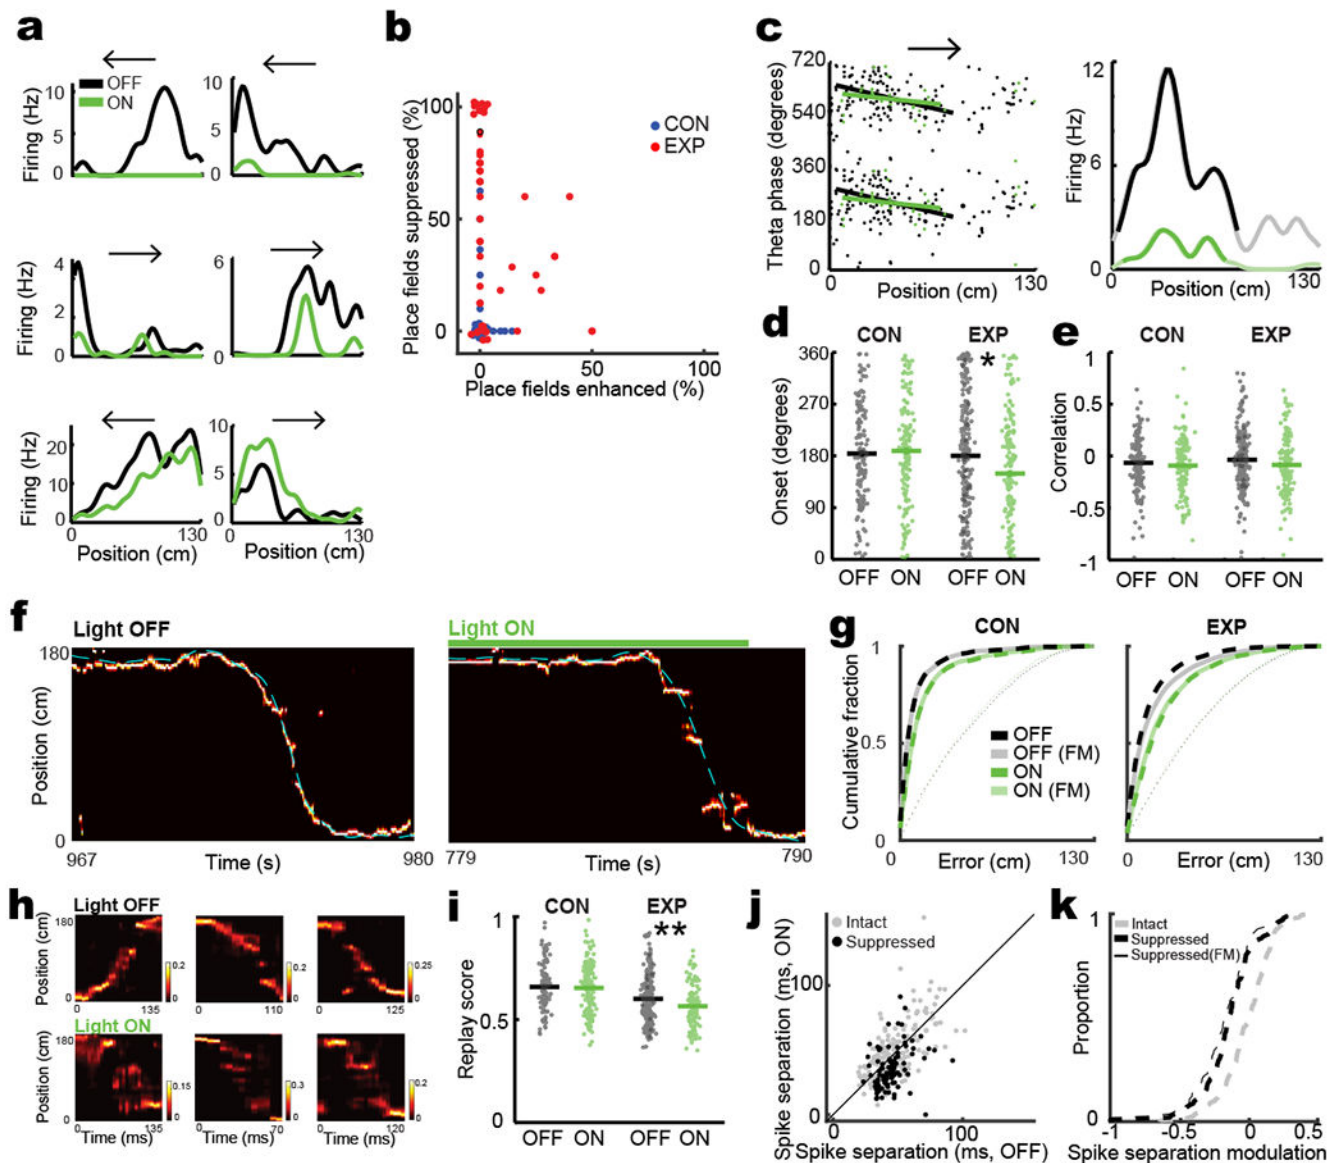 a
OFF
ON
10
5
0
Firing (Hz)
10
5
0
4
2
0
Firing (Hz)
6
3
0
20
10
0
Firing (Hz)
10
5
0
0 130
Position (cm)
0 130
Position (cm)
b
100
50
0
Place fields suppressed (%)
CON
EXP
0 50 100
Place fields enhanced (%)
c
720
540
360
180
0
Theta phase (degrees)
130
Position (cm)
12
6
0
Firing (Hz)
0 130
Position (cm)
d
CON EXP
*
360
270
180
90
0
Onset (degrees)
OFF ON OFF ON
e
CON EXP
1
0.5
0
-0.5
-1
Correlation
OFF ON OFF ON
f
Light OFF
180
0
Position (cm)
967 Time (s) 980
Light ON
779 Time (s) 790
g
CON EXP
1
0.5
0
Cumulative fraction
OFF
OFF (FM)
ON
ON (FM)
0 Error (cm) 130
0 Error (cm) 130
h
Light OFF
180
0
Position (cm)
0 135
0.2
0
0 110
0.2
0
0 125
0.25
0
Light ON
180
0
Position (cm)
0 135
Time (ms)
0.15
0
0 70
Time (ms)
0.3
0
0 120
Time (ms)
0.2
0
i
CON EXP
**
1
0.5
0
Replay score
OFF ON OFF ON
j
Intact
Suppressed
100
0
Spike separation (ms, ON)
0 100
Spike separation (ms, OFF)
k
Intact
Suppressed
Suppressed(FM)
1
0
Proportion
-1 -0.5 0 0.5
Spike separation modulation